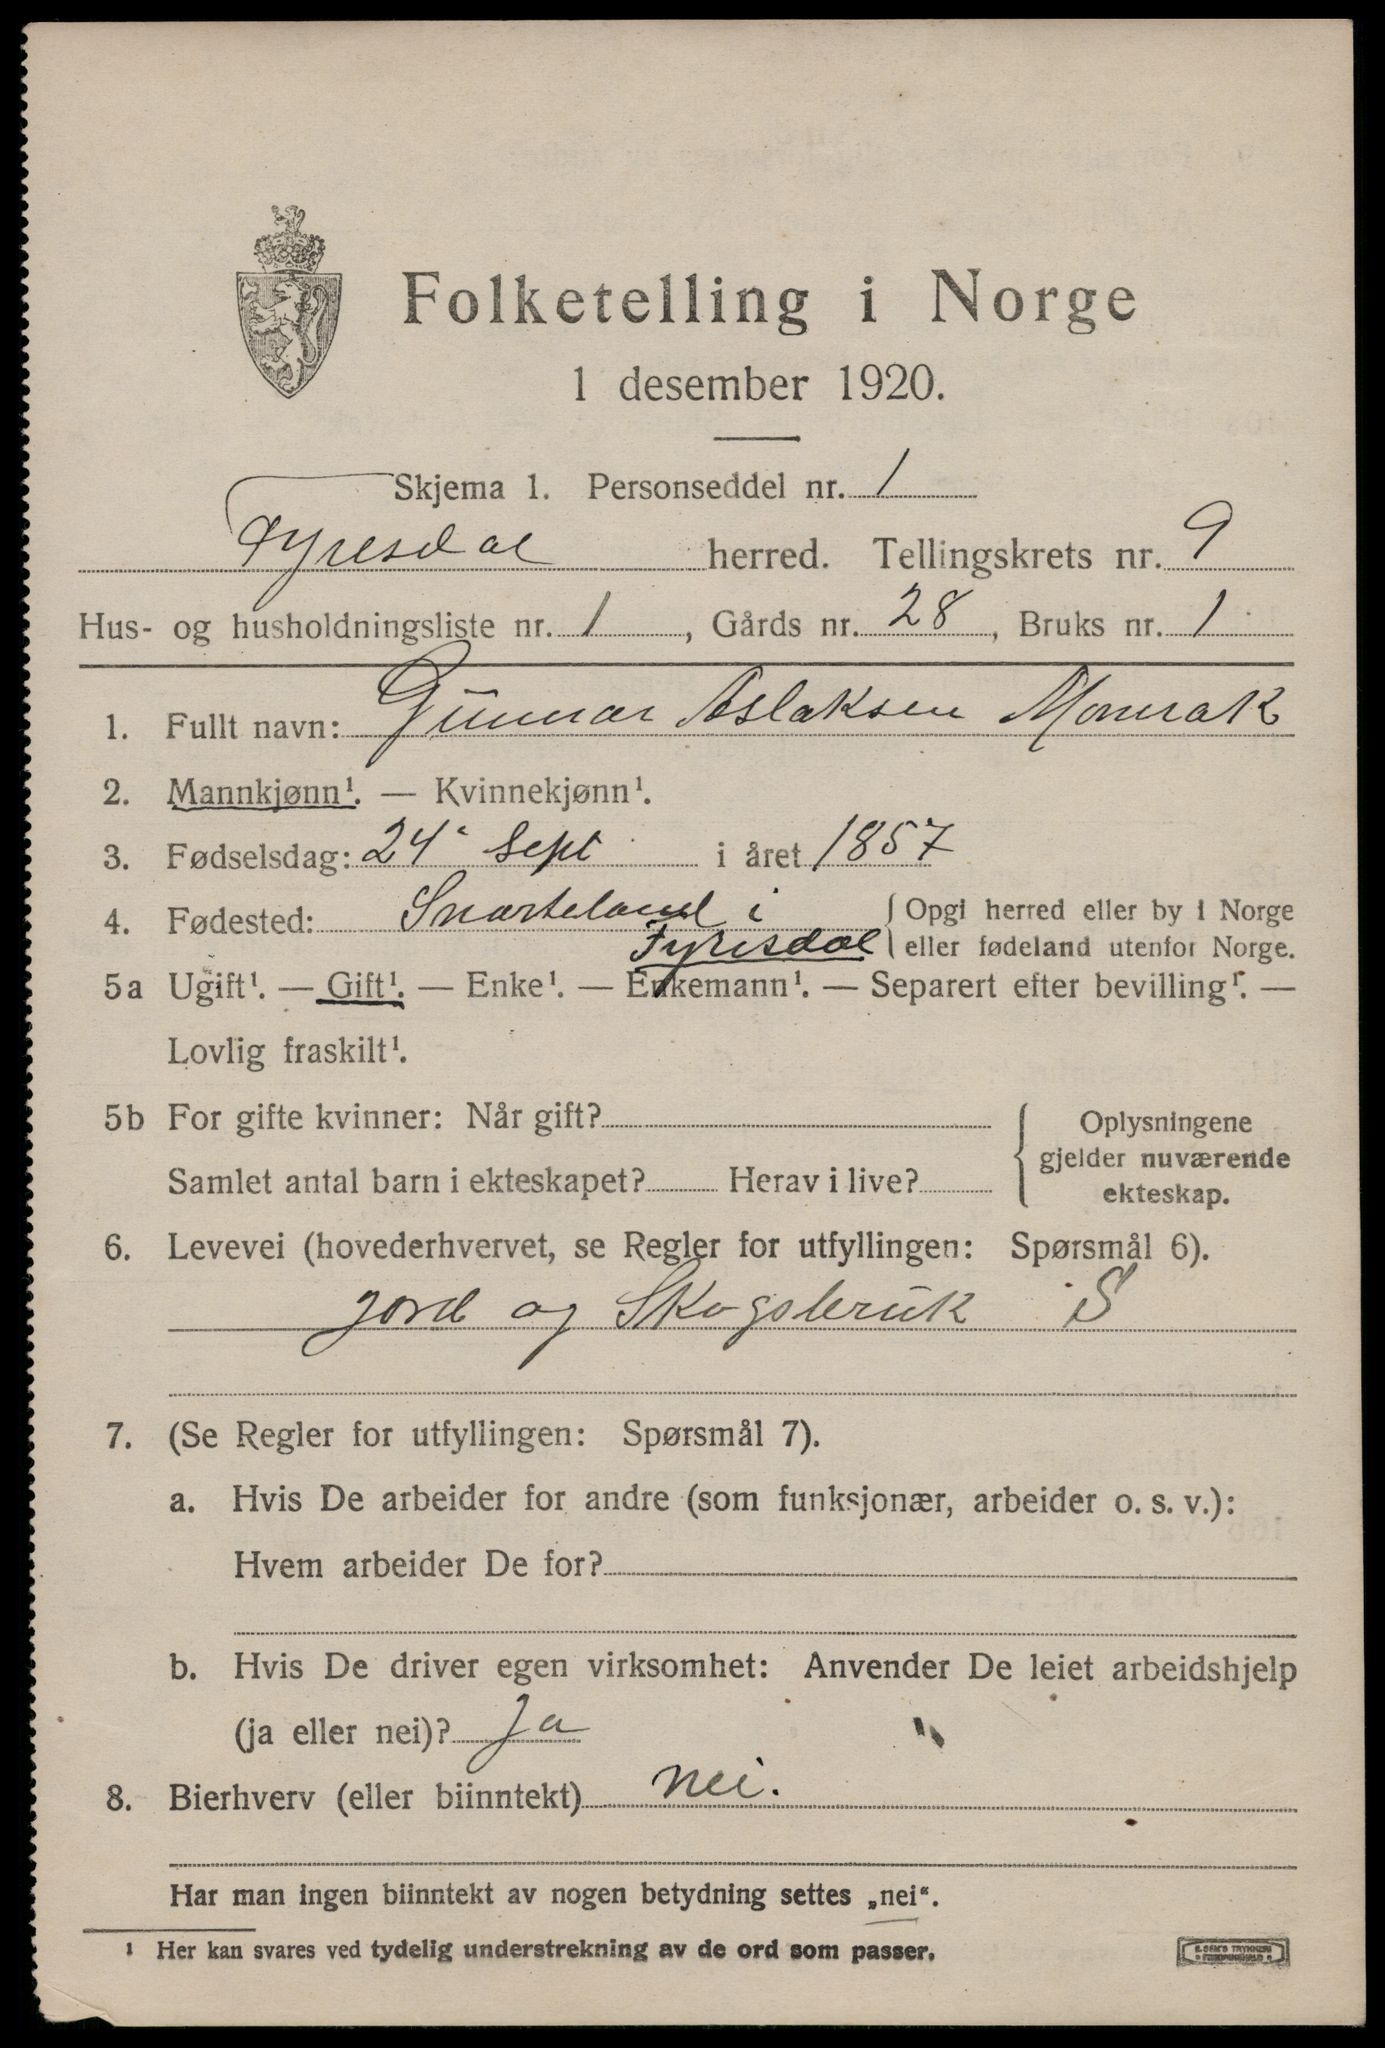 Folketelling i Norge
1 desember 1920.
Skjema 1. Personseddel nr. 1
Fyresdal herred. Tellingskrets nr. 9
Hus- og husholdningsliste nr. 1, Gårds nr. 28, Bruks nr. 1
1. Fullt navn: Gunnar Aslaksen Momrak
2. Mannkjønn¹. — Kvinnekjønn¹.
3. Fødselsdag: 24' Sept i året 1857
4. Fødested: Snarteland i Opgi herred eller by i Norge
Fyresdal eller fødeland utenfor Norge.
5a Ugift¹. — Gift¹. — Enke¹. — Enkemann¹. — Separert efter bevilling¹. —
Lovlig fraskilt¹.
5b For gifte kvinner: Når gift? Oplysningene
gjelder nuværende
Samlet antal barn i ekteskapet? Herav i live? ekteskap.
6. Levevei (hovederhvervet, se Regler for utfyllingen: Spørsmål 6).
jord og Skogsbruk S
7. (Se Regler for utfyllingen: Spørsmål 7).
a. Hvis De arbeider for andre (som funksjonær, arbeider o. s. v.):
Hvem arbeider De for?
b. Hvis De driver egen virksomhet: Anvender De leiet arbeidshjelp
(ja eller nei)? Ja
8. Bierhverv (eller biinntekt) nei.
Har man ingen biinntekt av nogen betydning settes „nei“.
¹ Her kan svares ved tydelig understrekning av de ord som passer.